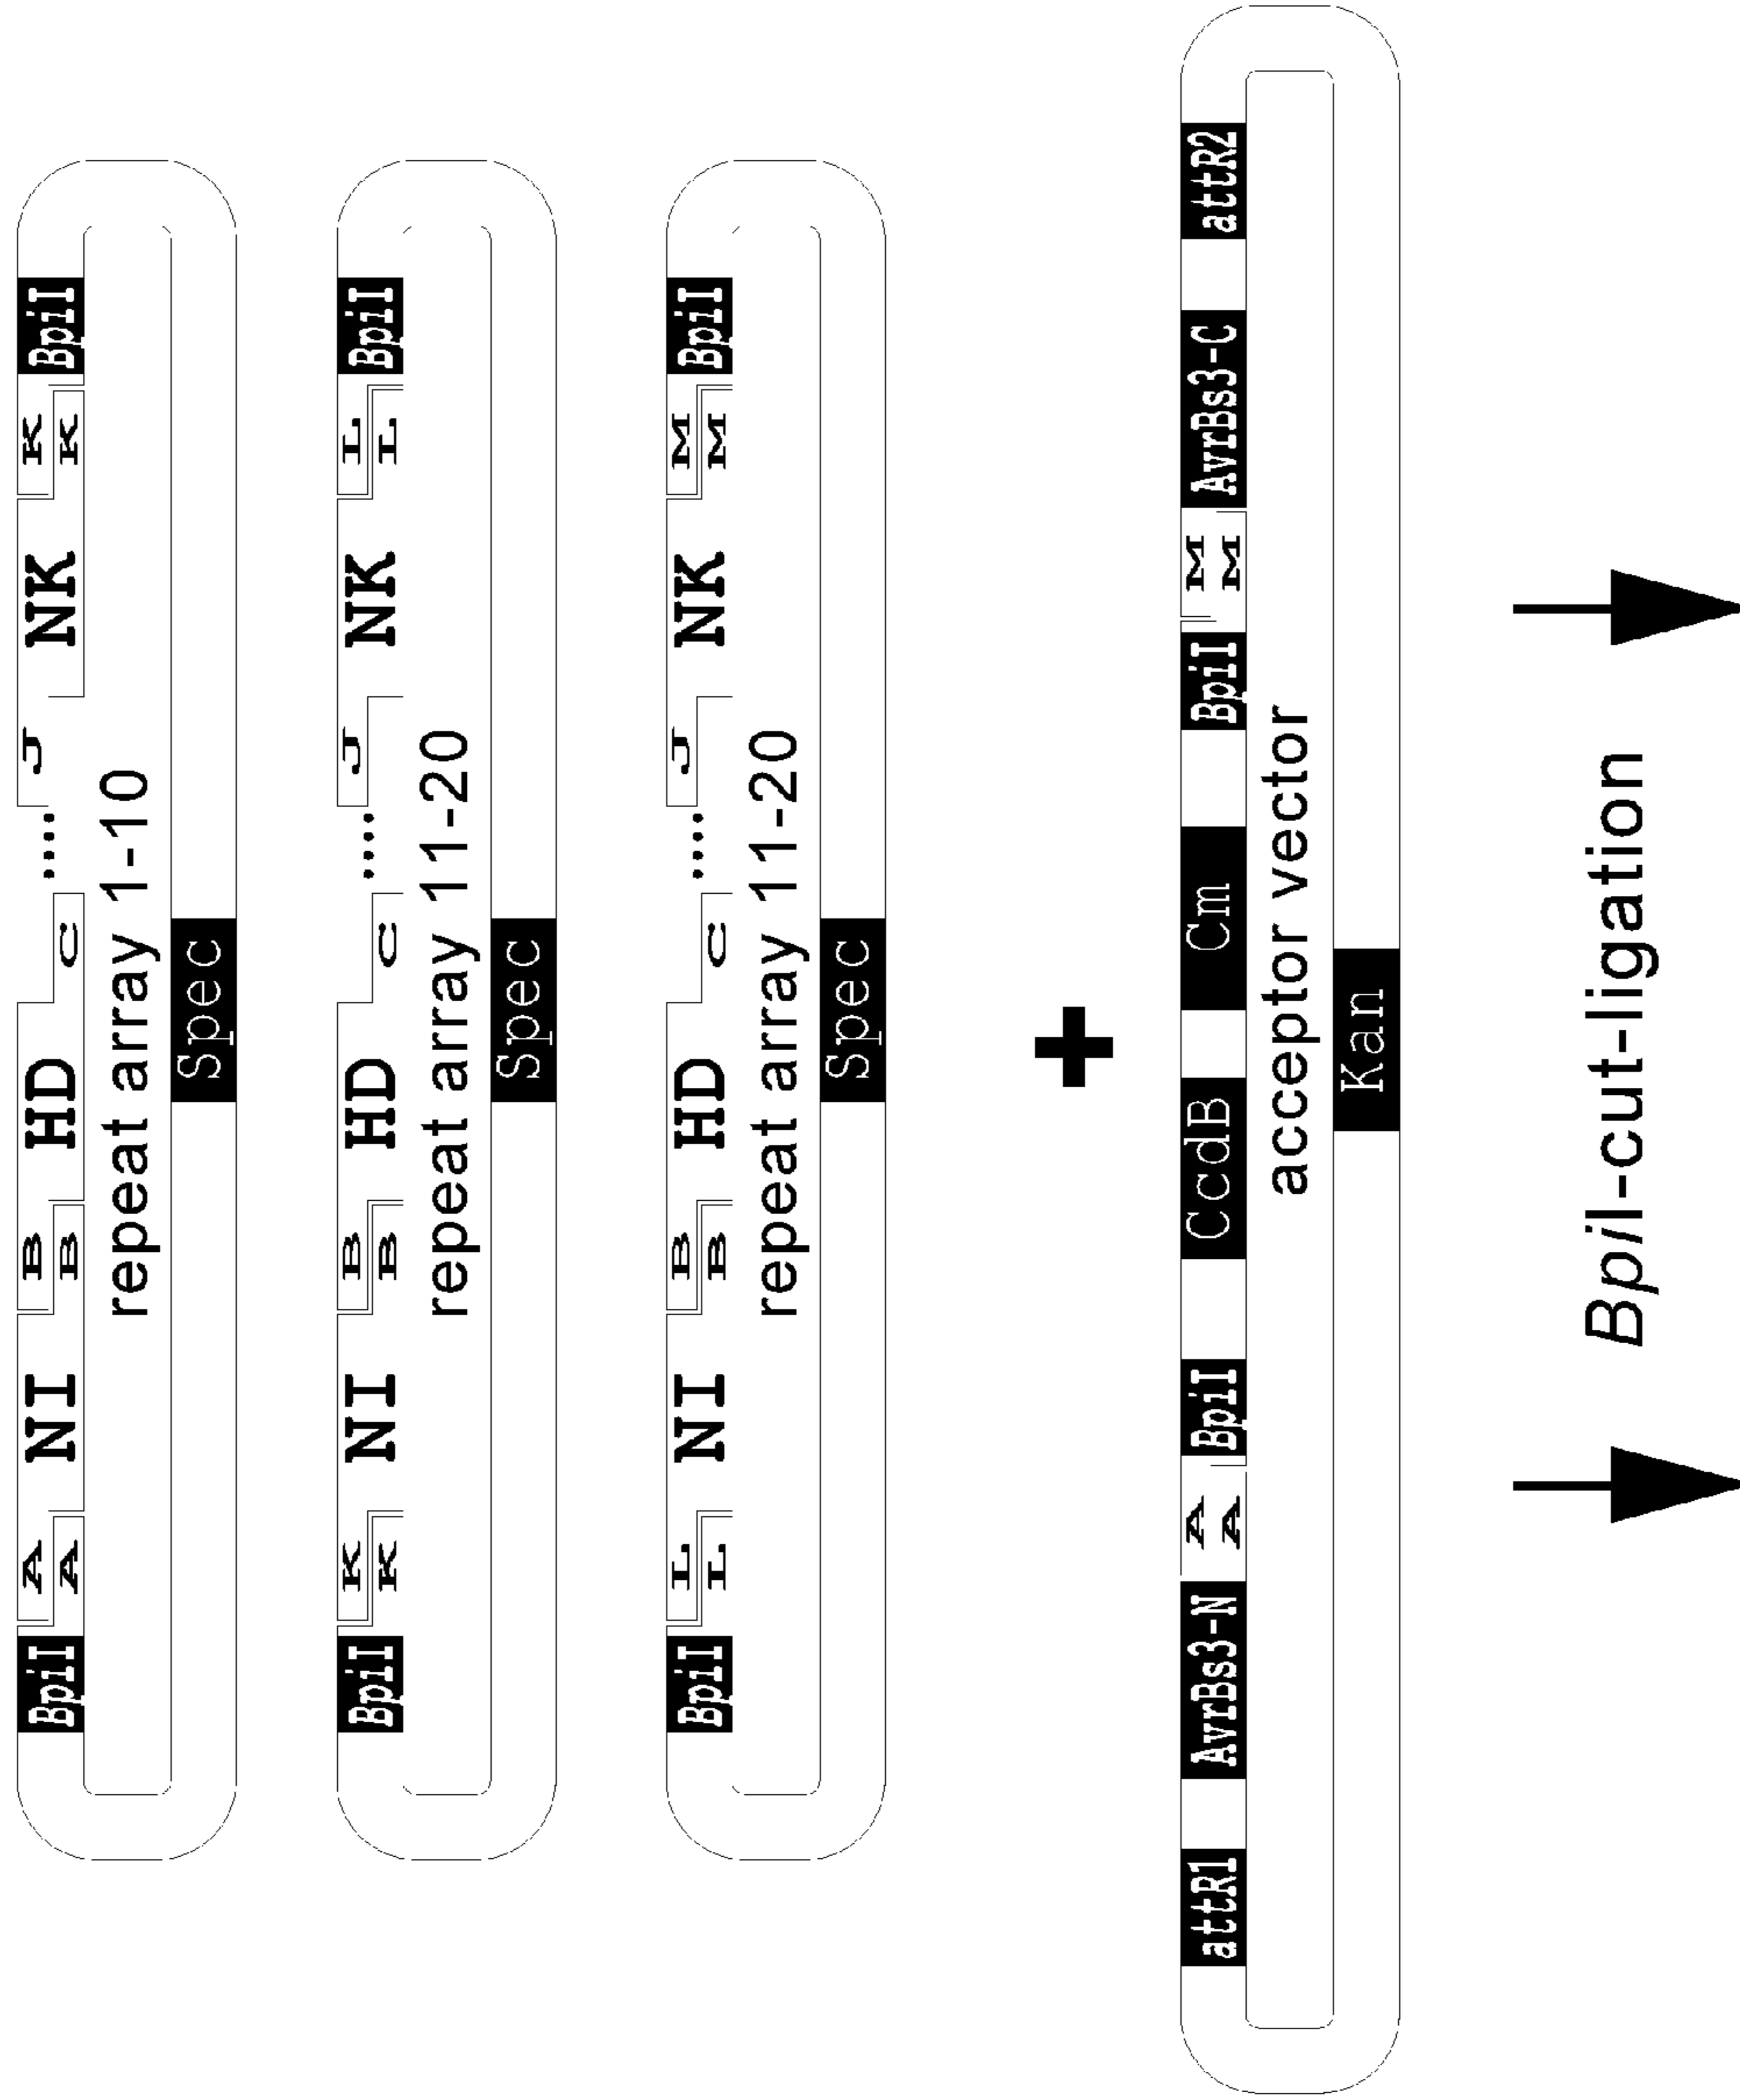 BpiI A A NI B B HD C .... J NK K K BpiI
repeat array 1-10
Spec
BpiI K K NI B B HD C .... J NK L L BpiI
repeat array 11-20
Spec
BpiI L L NI B B HD C .... J NK M M BpiI
repeat array 11-20
Spec
+
attR1 AvrBs3-N A A BpiI CcdB Cm BpiI M M AvrBs3-C attR2
acceptor vector
Kan
BpiI-cut-ligation